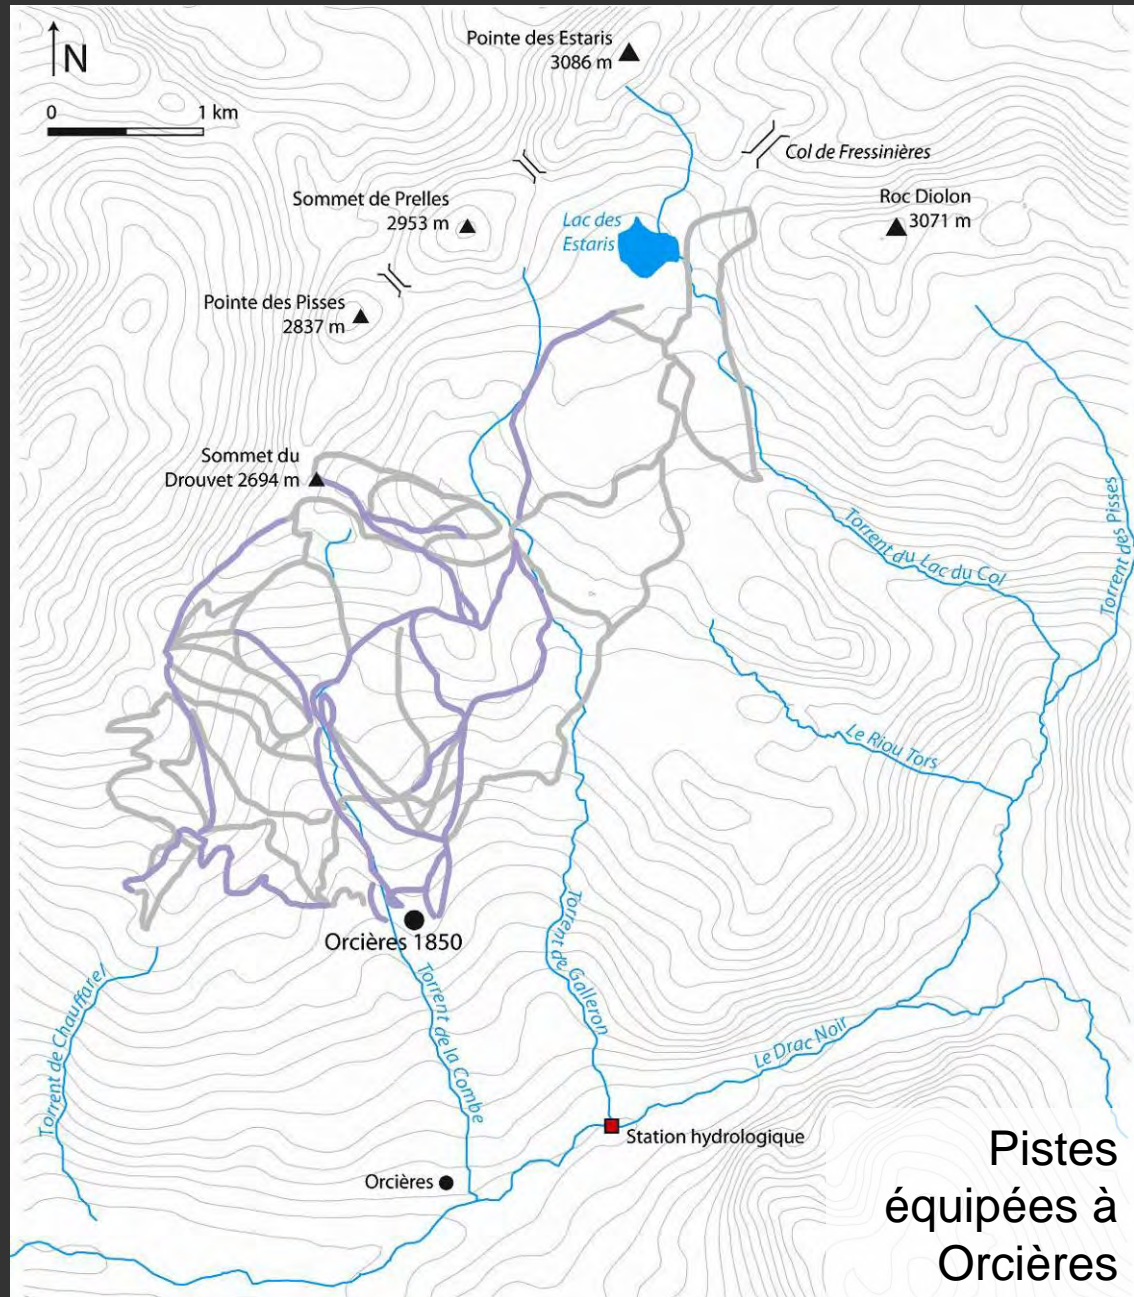 N
0
1 km
Pointe des Estaris
3086 m
Col de Fressinières
Sommet de Prelles
2953 m
Lac des
Estaris
Roc Diolon
3071 m
Pointe des Pisses
2837 m
Sommet du
Drouvet 2694 m
Torrent du Lac du Col
Torrent des Pisses
Le Riou Tors
Orcières 1850
Torrent de Galleron
Torrent de la Combe
Torrent de Chauffarel
Le Drac Noir
Station hydrologique
Orcières
Pistes
équipées à
Orcières